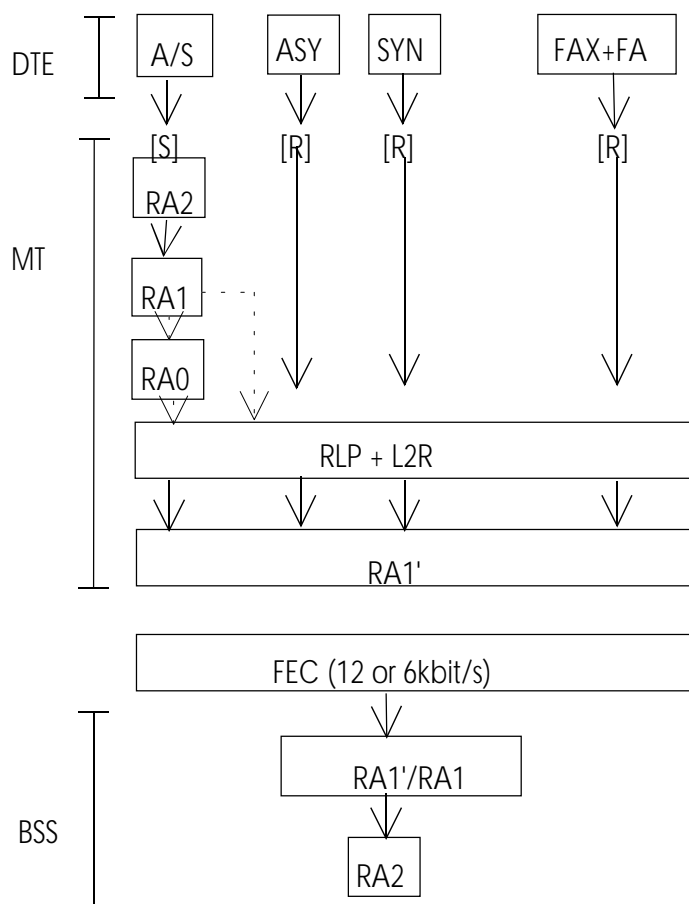 DTE
A/S
ASY
SYN
FAX+FA
[S]
[R]
[R]
[R]
RA2
MT
RA1
RA0
RLP + L2R
RA1'
FEC (12 or 6kbit/s)
RA1'/RA1
BSS
RA2